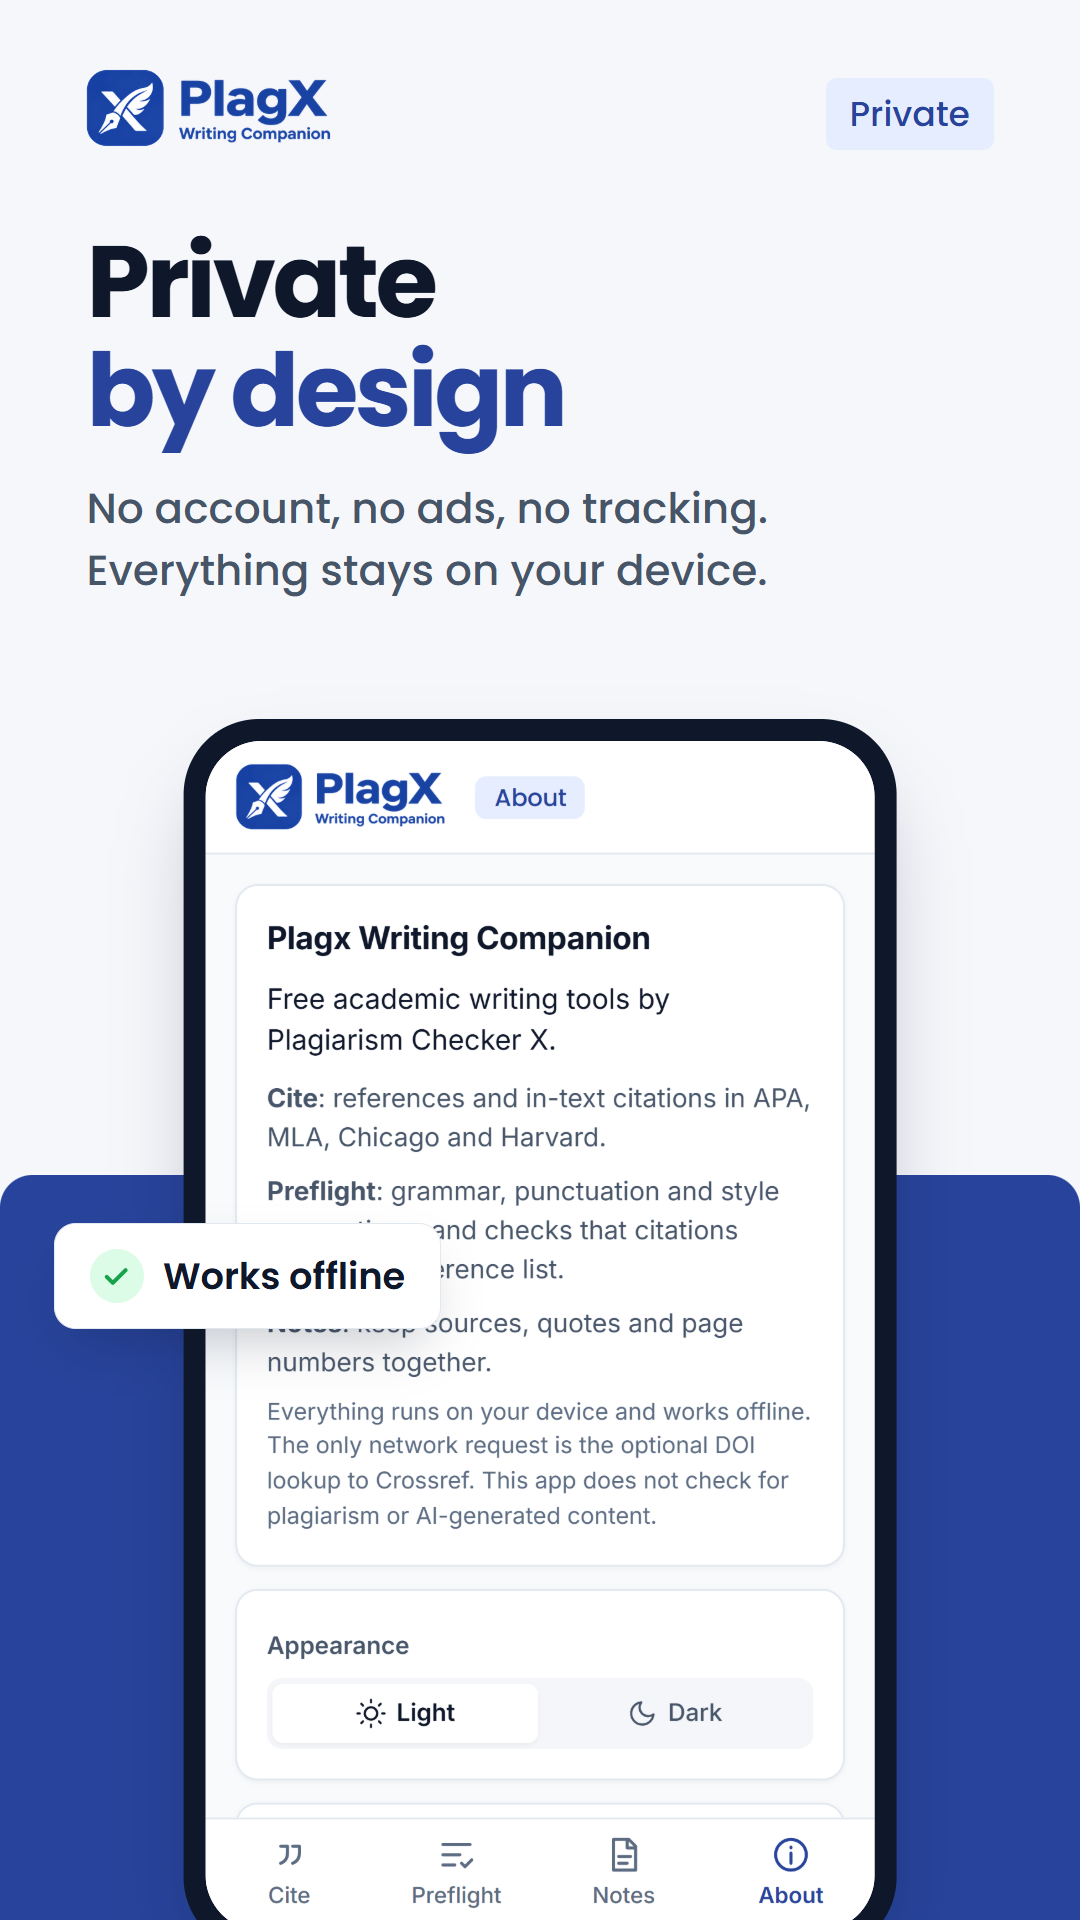 PlagX
Writing Companion
Private
Private
by design
No account, no ads, no tracking.
Everything stays on your device.
PlagX
Writing Companion
About
Plagx Writing Companion
Free academic writing tools by
Plagiarism Checker X.
Cite: references and in-text citations in APA,
MLA, Chicago and Harvard.
Preflight: grammar, punctuation and style
and checks that citations
Works offline
list.
Notes: keep sources, quotes and page
numbers together.
Everything runs on your device and works offline.
The only network request is the optional DOI
lookup to Crossref. This app does not check for
plagiarism or AI-generated content.
Appearance
Light
Dark
Cite
Preflight
Notes
About